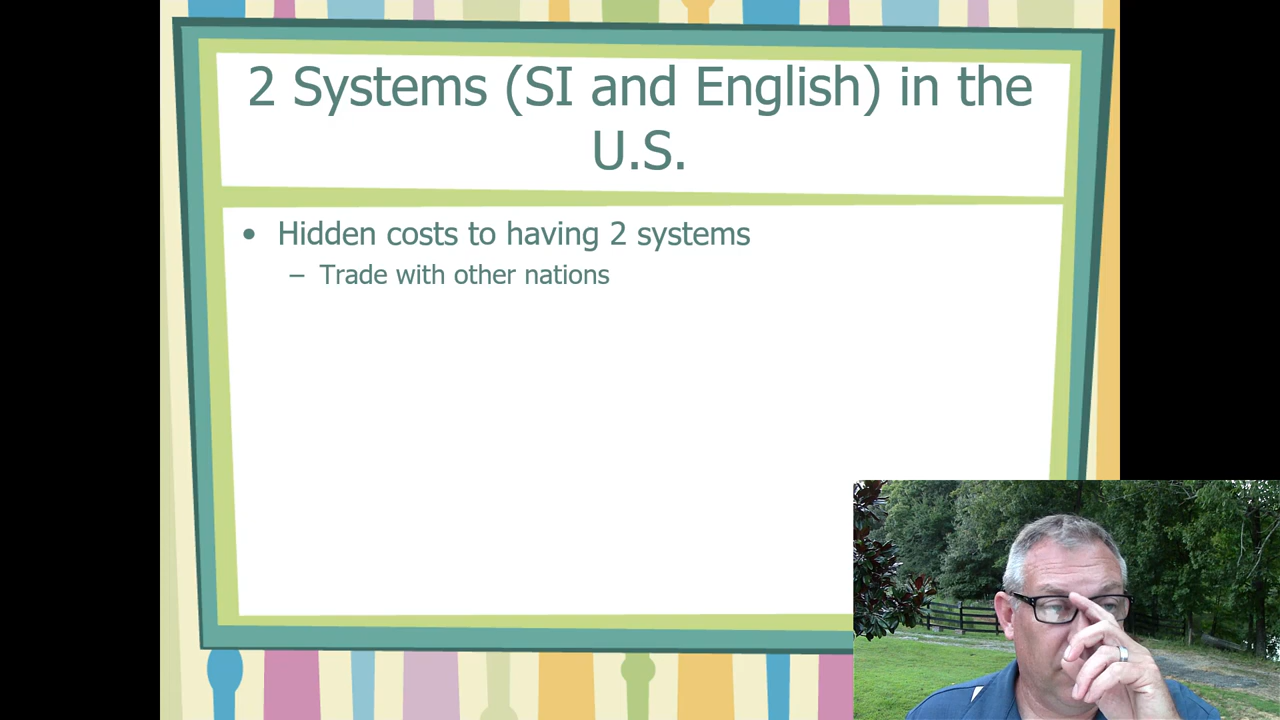 2 Systems (SI and English) in the
U.S.
• Hidden costs to having 2 systems
– Trade with other nations